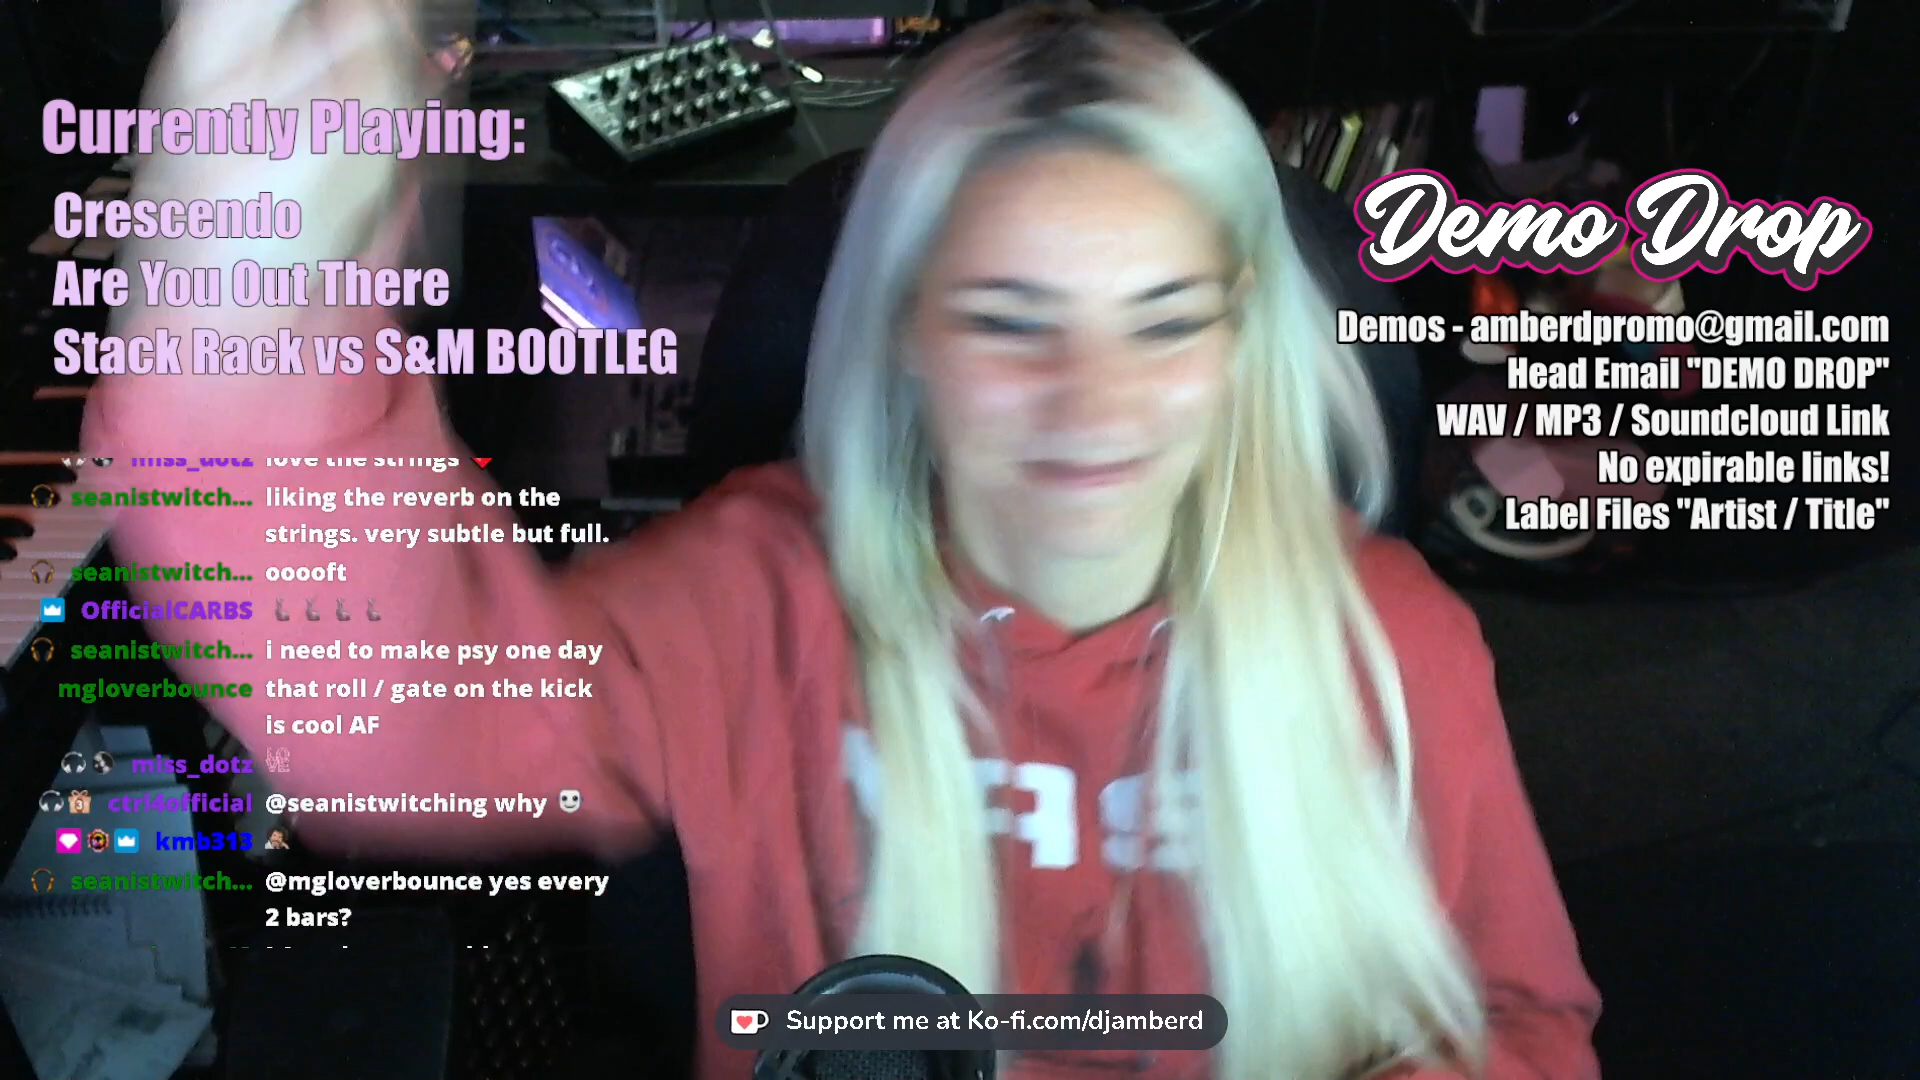 Currently Playing:
Crescendo
Are You Out There
Stack Rack vs S&M BOOTLEG
miss_dotz love the strings
seanistwitch... liking the reverb on the
strings. very subtle but full.
seanistwitch... ooooft
OfficialCARBS
seanistwitch... i need to make psy one day
mgloverbounce that roll / gate on the kick
is cool AF
miss_dotz
ctrl4official @seanistwitching why
kmb313
seanistwitch... @mgloverbounce yes every
2 bars?
Demo Drop
Demos - amberdpromo@gmail.com
Head Email "DEMO DROP"
WAV / MP3 / Soundcloud Link
No expirable links!
Label Files "Artist / Title"
Support me at Ko-fi.com/djamberd